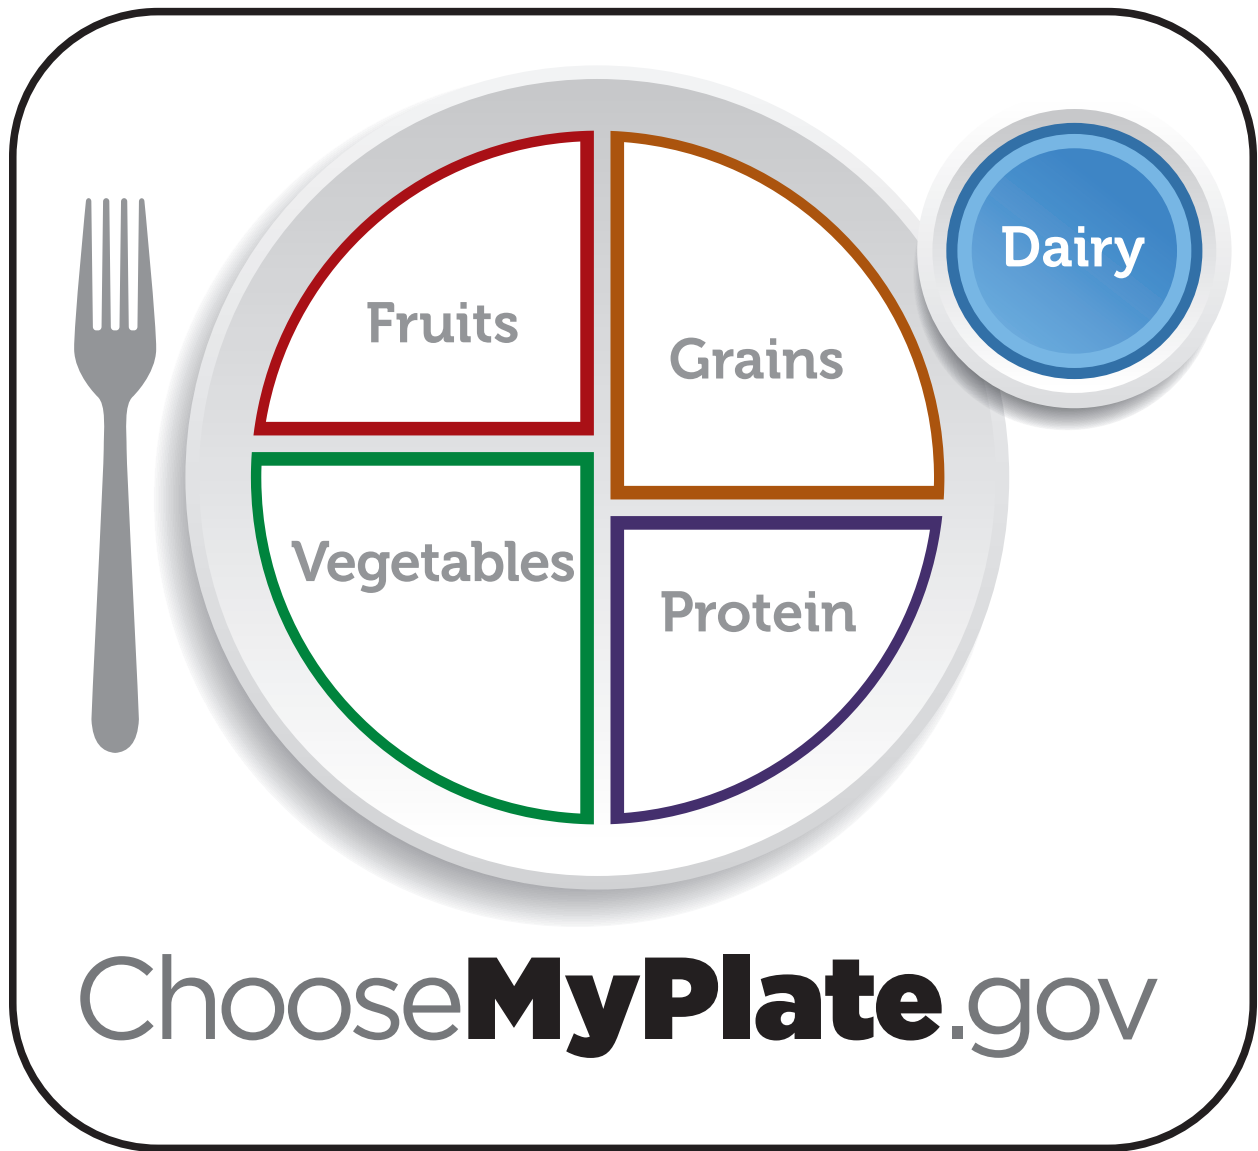 Dairy
Fruits
Grains
Vegetables
Protein
ChooseMyPlate.gov